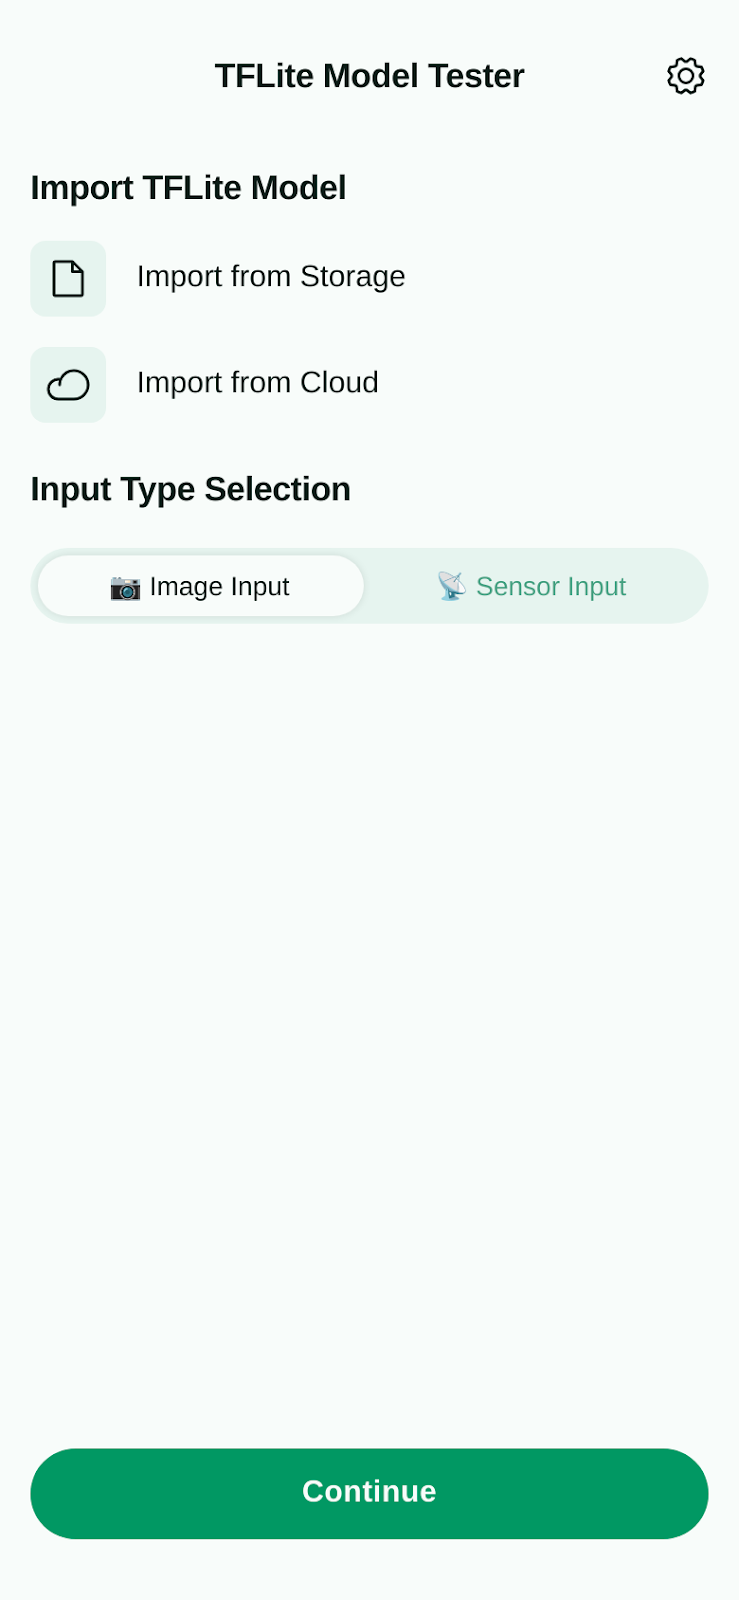 TFLite Model Tester
Import TFLite Model
Import from Storage
Import from Cloud
Input Type Selection
📷 Image Input
📡 Sensor Input
Continue